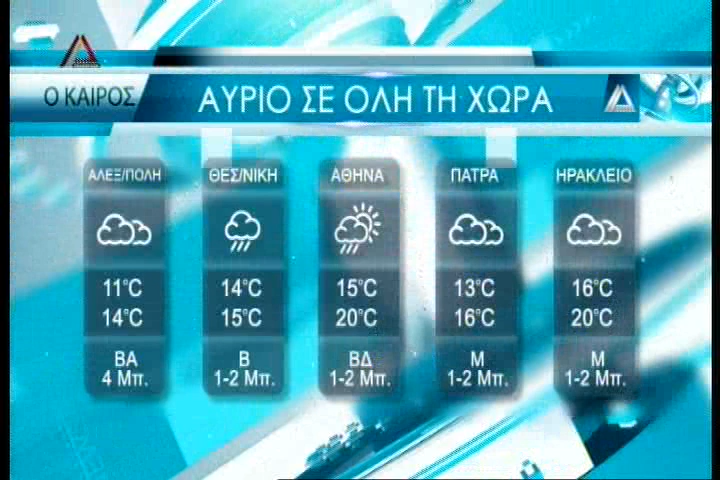 Ο ΚΑΙΡΟΣ
ΑΥΡΙΟ ΣΕ ΟΛΗ ΤΗ ΧΩΡΑ
ΑΛΕΞ/ΠΟΛΗ
11°C
14°C
ΒΑ
4 Μπ.
ΘΕΣ/ΝΙΚΗ
14°C
15°C
Β
1-2 Μπ.
ΑΘΗΝΑ
15°C
20°C
ΒΔ
1-2 Μπ.
ΠΑΤΡΑ
13°C
16°C
Μ
1-2 Μπ.
ΗΡΑΚΛΕΙΟ
16°C
20°C
Μ
1-2 Μπ.